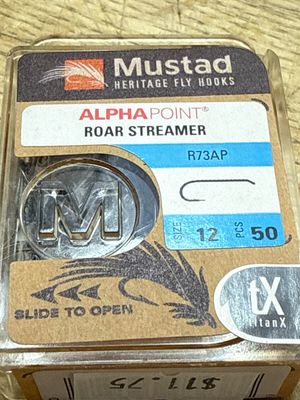 Mustad
HERITAGE FLY HOOKS
ALPHAPOINT®
ROAR STREAMER
R73AP
SIZE 12 PCS 50
M
SLIDE TO OPEN
tX
titanX
$11.75